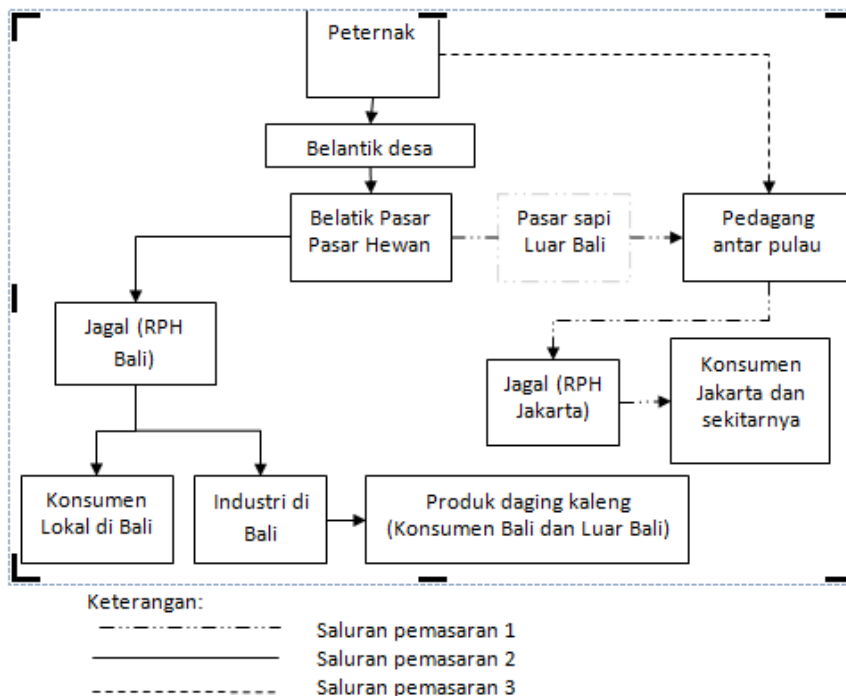 Peternak
Belantik desa
Belatik Pasar
Pasar Hewan
Pasar sapi
Luar Bali
Pedagang
antar pulau
Jagal (RPH
Bali)
Jagal (RPH
Jakarta)
Konsumen
Jakarta dan
sekitarnya
Konsumen
Lokal di Bali
Industri di
Bali
Produk daging kaleng
(Konsumen Bali dan Luar Bali)
Keterangan:
Saluran pemasaran 1
Saluran pemasaran 2
Saluran pemasaran 3